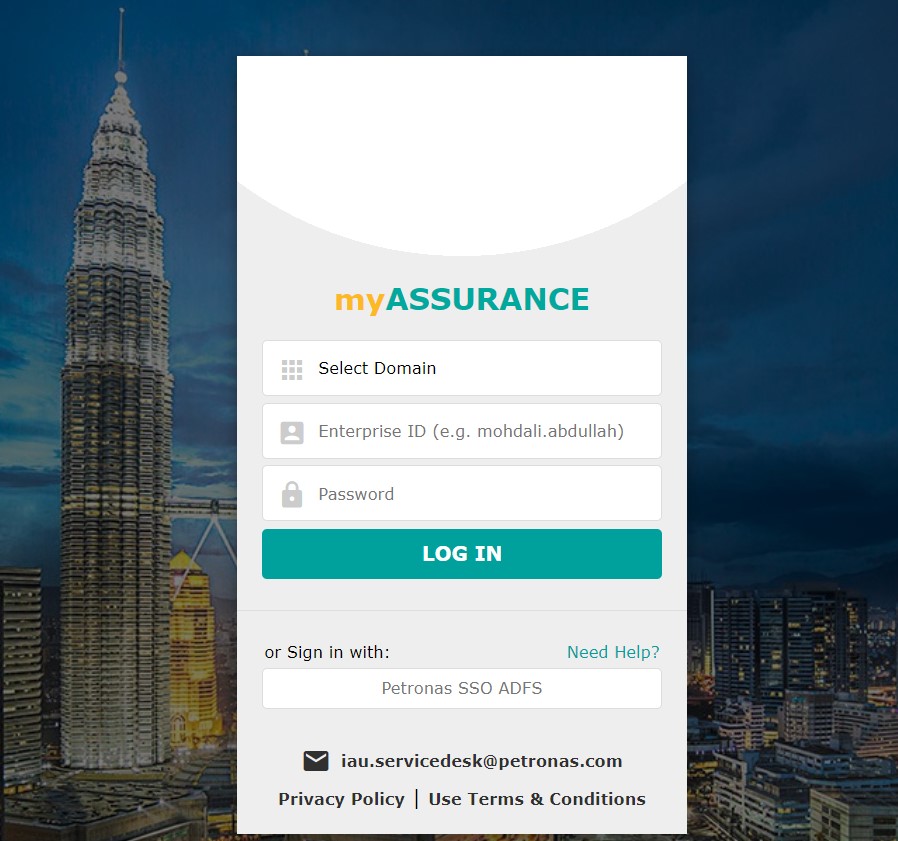 myASSURANCE
Select Domain
Enterprise ID (e.g. mohdali.abdullah)
Password
LOG IN
or Sign in with:
Need Help?
Petronas SSO ADFS
iau.servicedesk@petronas.com
Privacy Policy | Use Terms & Conditions